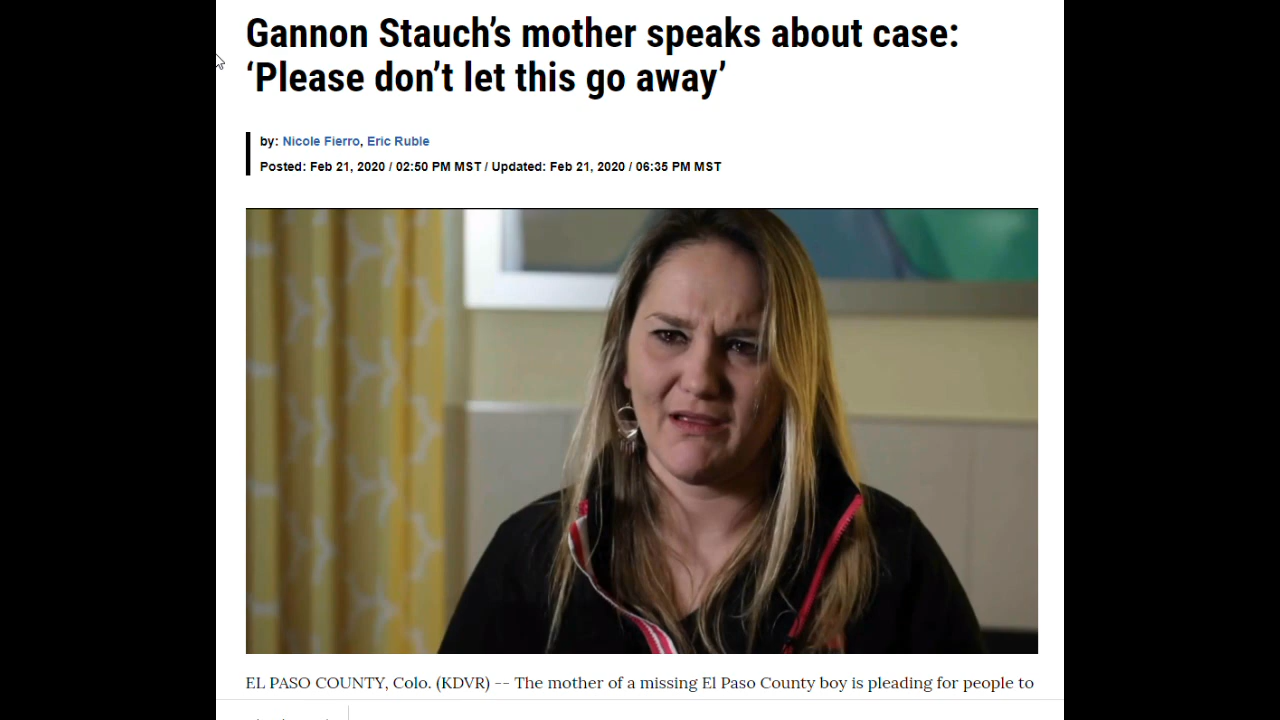 Gannon Stauch’s mother speaks about case:
‘Please don’t let this go away’
by: Nicole Fierro, Eric Ruble
Posted: Feb 21, 2020 / 02:50 PM MST / Updated: Feb 21, 2020 / 06:35 PM MST
EL PASO COUNTY, Colo. (KDVR) -- The mother of a missing El Paso County boy is pleading for people to